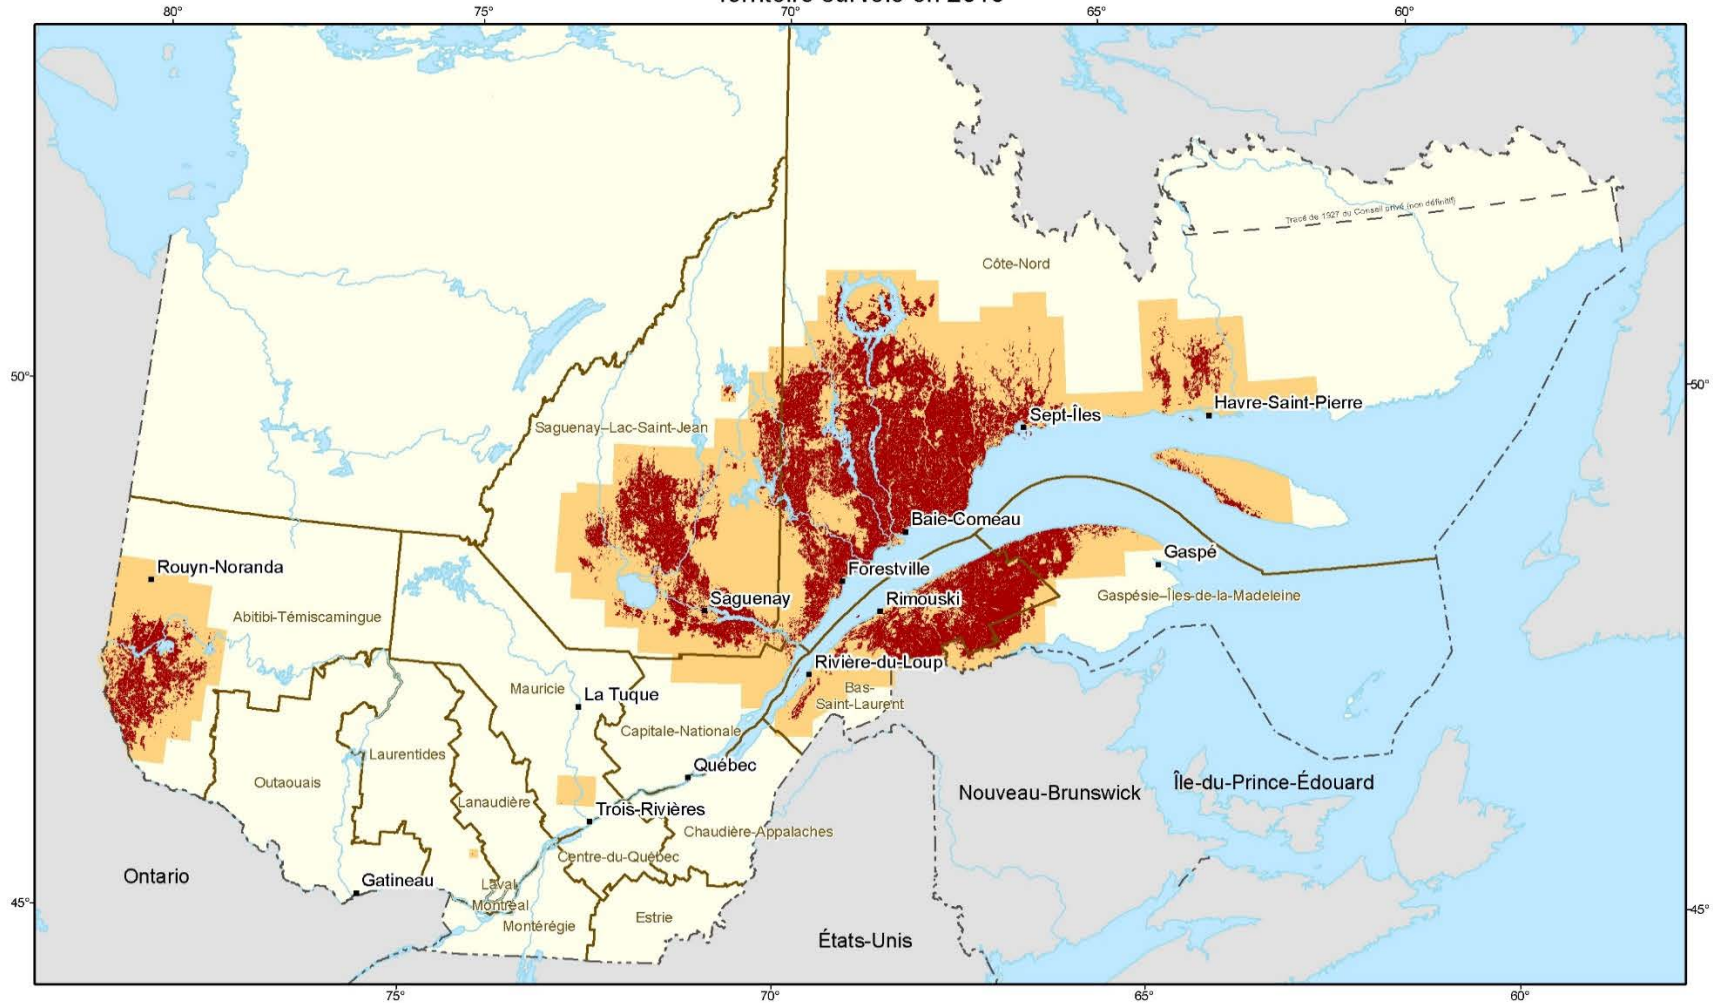 Territoire survolé en 2016
80° 75° 70° 65° 60°
Tracé de 1927 du Conseil privé (non définitif)
Côte-Nord
50° 50°
Havre-Saint-Pierre
Sept-Îles
Saguenay–Lac-Saint-Jean
Baie-Comeau
Gaspé
Rouyn-Noranda
Forestville
Gaspésie–Îles-de-la-Madeleine
Saguenay
Rimouski
Abitibi-Témiscamingue
Rivière-du-Loup
Mauricie
La Tuque
Bas-
Saint-Laurent
Capitale-Nationale
Laurentides
Québec
Outaouais
Île-du-Prince-Édouard
Nouveau-Brunswick
Lanaudière
Trois-Rivières
Chaudière-Appalaches
Centre-du-Québec
Ontario
Gatineau
Laval
45° 45°
Montréal
Estrie
Montérégie
États-Unis
75° 70° 65° 60°